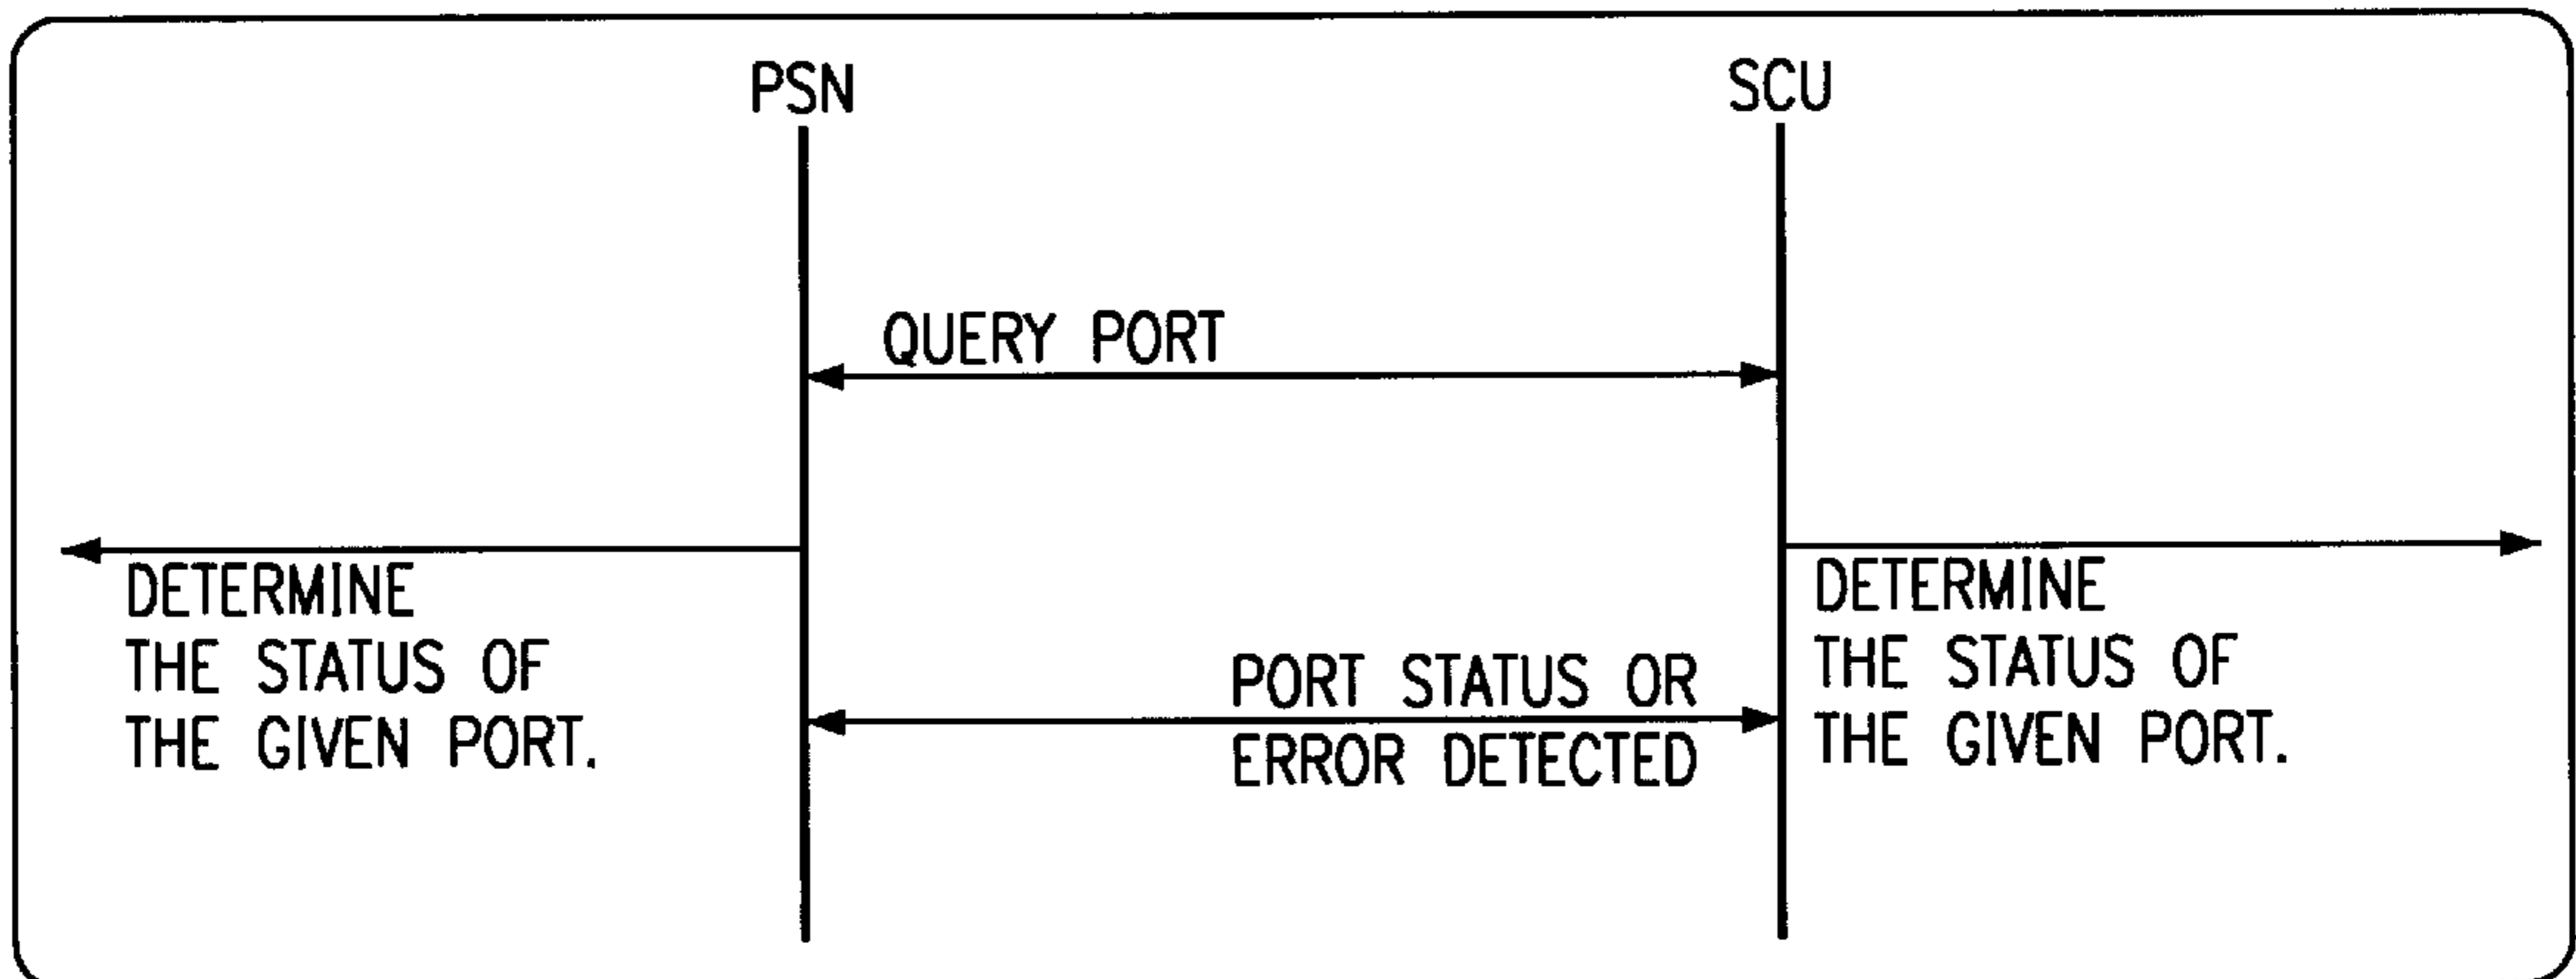 PSN
SCU
QUERY PORT
DETERMINE
THE STATUS OF
THE GIVEN PORT.
PORT STATUS OR
ERROR DETECTED
DETERMINE
THE STATUS OF
THE GIVEN PORT.